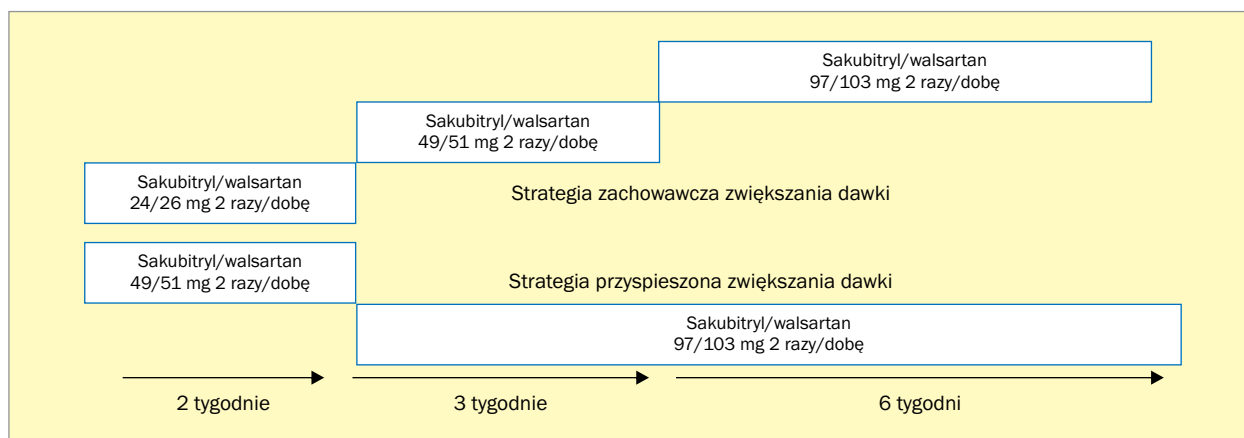 Sakubitryl/walsartan
97/103 mg 2 razy/dobę
Sakubitryl/walsartan
49/51 mg 2 razy/dobę
Sakubitryl/walsartan
24/26 mg 2 razy/dobę
Strategia zachowawcza zwiększania dawki
Sakubitryl/walsartan
49/51 mg 2 razy/dobę
Strategia przyspieszona zwiększania dawki
Sakubitryl/walsartan
97/103 mg 2 razy/dobę
2 tygodnie
3 tygodnie
6 tygodni